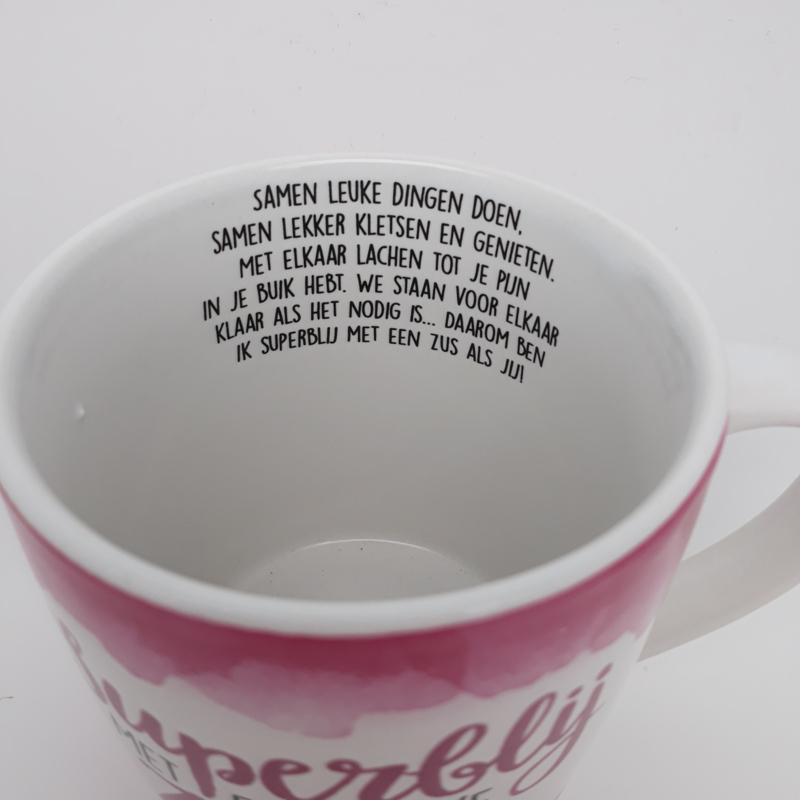 SAMEN LEUKE DINGEN DOEN,
SAMEN LEKKER KLETSEN EN GENIETEN.
MET ELKAAR LACHEN TOT JE PIJN
IN JE BUIK HEBT. WE STAAN VOOR ELKAAR
KLAAR ALS HET NODIG IS... DAAROM BEN
IK SUPERBLIJ MET EEN ZUS ALS JIJ!
Superblij
MET